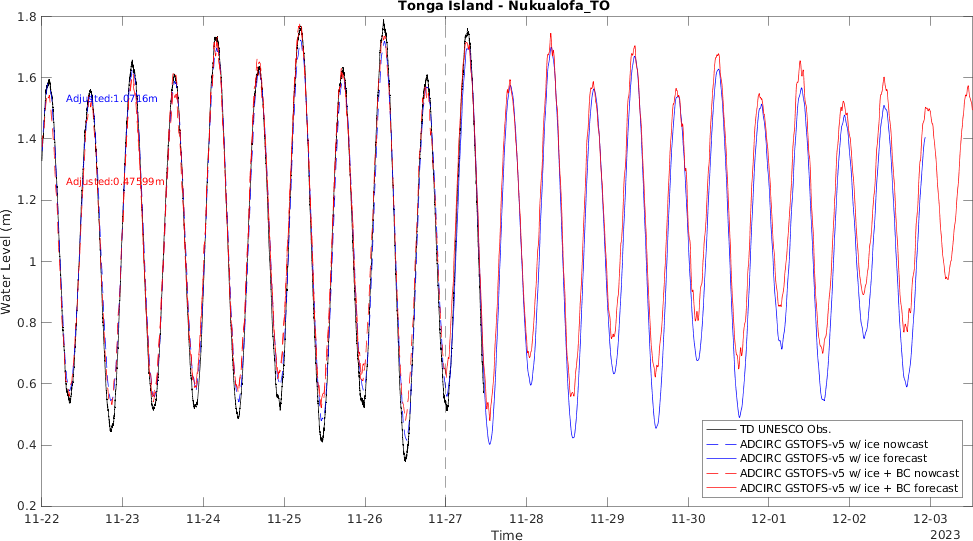 Tonga Island - Nukualofa_TO
1.8
1.6
1.4
1.2
1
0.8
0.6
0.4
0.2
Water Level (m)
Adjusted:1.0716m
Adjusted:0.47599m
TD UNESCO Obs.
ADCIRC GSTOFS-v5 w/ ice nowcast
ADCIRC GSTOFS-v5 w/ ice forecast
ADCIRC GSTOFS-v5 w/ ice + BC nowcast
ADCIRC GSTOFS-v5 w/ ice + BC forecast
11-22 11-23 11-24 11-25 11-26 11-27 11-28 11-29 11-30 12-01 12-02 12-03
Time
2023